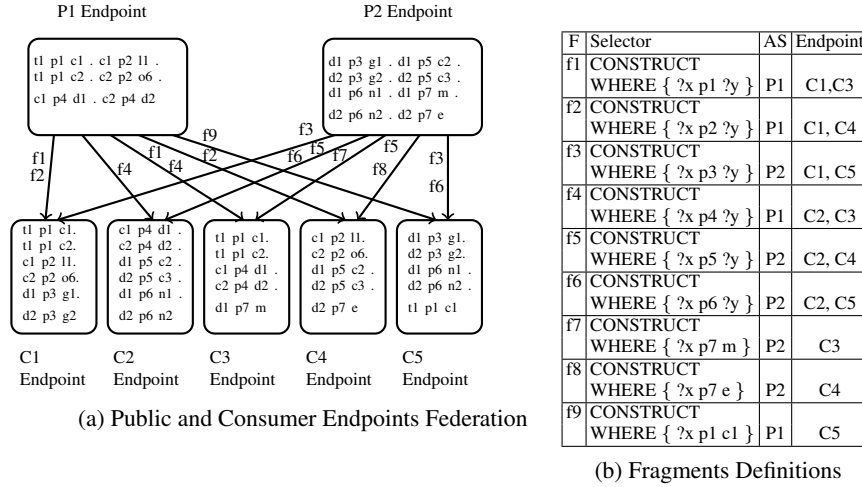 P1 Endpoint
P2 Endpoint
t1 p1 c1 . c1 p2 l1 .
t1 p1 c2 . c2 p2 o6 .
c1 p4 d1 . c2 p4 d2
d1 p3 g1 . d1 p5 c2 .
d2 p3 g2 . d2 p5 c3 .
d1 p6 n1 . d1 p7 m .
d2 p6 n2 . d2 p7 e
f1
f2
f4
f1
f4
f9
f2
f3
f6
f5
f7
f5
f8
f3
f6
t1 p1 c1.
t1 p1 c2.
c1 p2 l1.
c2 p2 o6.
d1 p3 g1.
d2 p3 g2
c1 p4 d1 .
c2 p4 d2 .
d1 p5 c2 .
d2 p5 c3 .
d1 p6 n1 .
d2 p6 n2
t1 p1 c1.
t1 p1 c2.
c1 p4 d1 .
c2 p4 d2 .
d1 p7 m
c1 p2 l1.
c2 p2 o6.
d1 p5 c2 .
d2 p5 c3 .
d2 p7 e
d1 p3 g1.
d2 p3 g2.
d1 p6 n1 .
d2 p6 n2 .
t1 p1 c1
C1
Endpoint
C2
Endpoint
C3
Endpoint
C4
Endpoint
C5
Endpoint
(a) Public and Consumer Endpoints Federation
F Selector AS Endpoint
f1 CONSTRUCT
WHERE { ?x p1 ?y } P1 C1,C3
f2 CONSTRUCT
WHERE { ?x p2 ?y } P1 C1, C4
f3 CONSTRUCT
WHERE { ?x p3 ?y } P2 C1, C5
f4 CONSTRUCT
WHERE { ?x p4 ?y } P1 C2, C3
f5 CONSTRUCT
WHERE { ?x p5 ?y } P2 C2, C4
f6 CONSTRUCT
WHERE { ?x p6 ?y } P2 C2, C5
f7 CONSTRUCT
WHERE { ?x p7 m } P2 C3
f8 CONSTRUCT
WHERE { ?x p7 e } P2 C4
f9 CONSTRUCT
WHERE { ?x p1 c1 } P1 C5
(b) Fragments Definitions